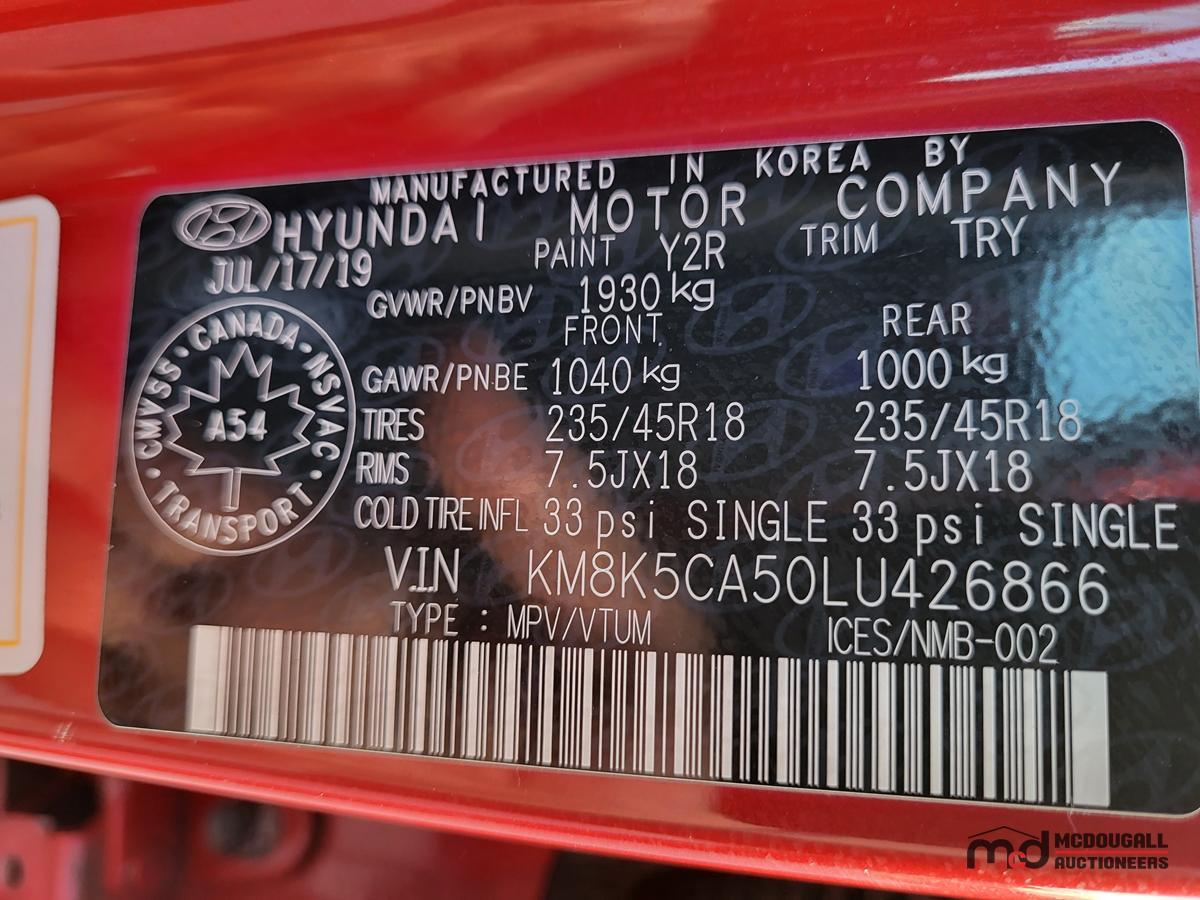 MANUFACTURED IN KOREA BY
HYUNDAI MOTOR COMPANY
JUL/17/19 PAINT Y2R TRIM TRY
GVWR/PNBV 1930 kg
FRONT REAR
GAWR/PNBE 1040 kg 1000 kg
TIRES 235/45R18 235/45R18
RIMS 7.5JX18 7.5JX18
COLD TIRE INFL 33 psi SINGLE 33 psi SINGLE
V.I.N KM8K5CA50LU426866
TYPE : MPV/VTUM ICES/NMB-002
CMVSS · CANADA · NSVAC · TRANSPORT
A54
m&d MCDOUGALL
AUCTIONEERS